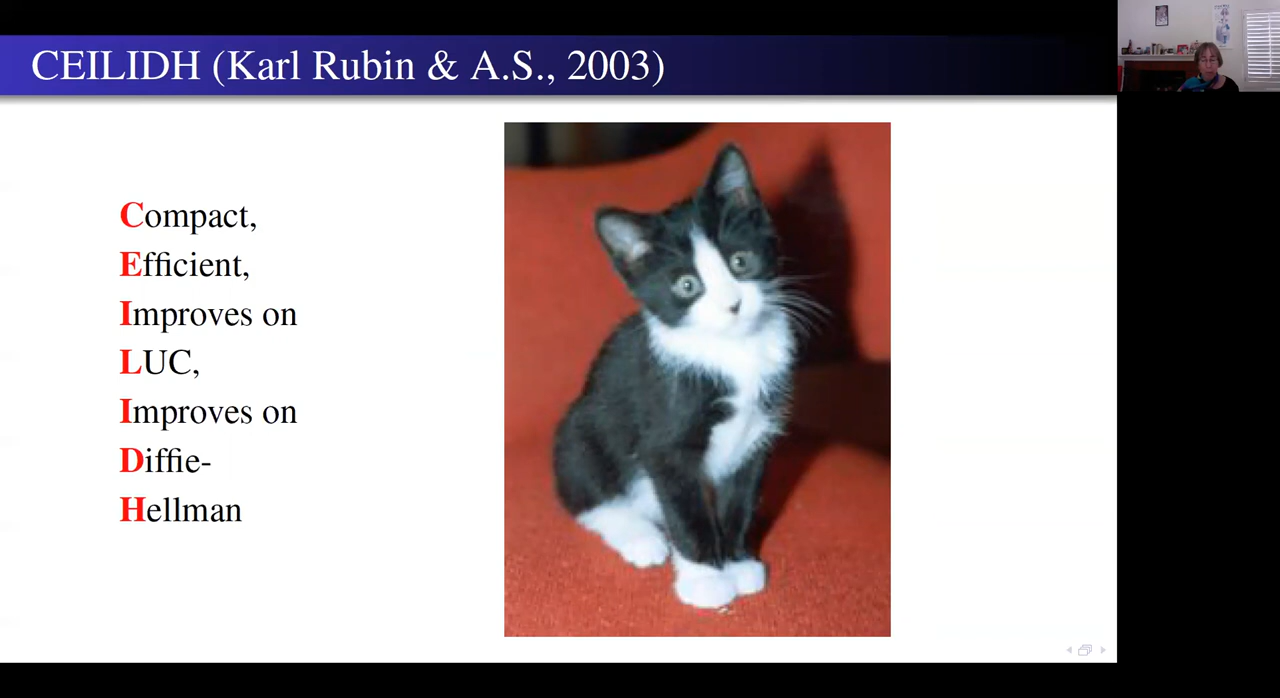 CEILIDH (Karl Rubin & A.S., 2003)
Compact,
Efficient,
Improves on
LUC,
Improves on
Diffie-
Hellman